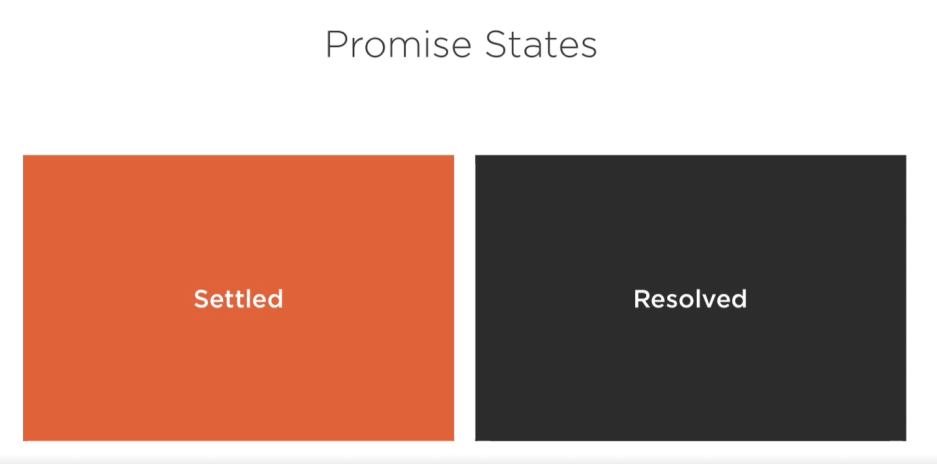 Promise States
Settled
Resolved